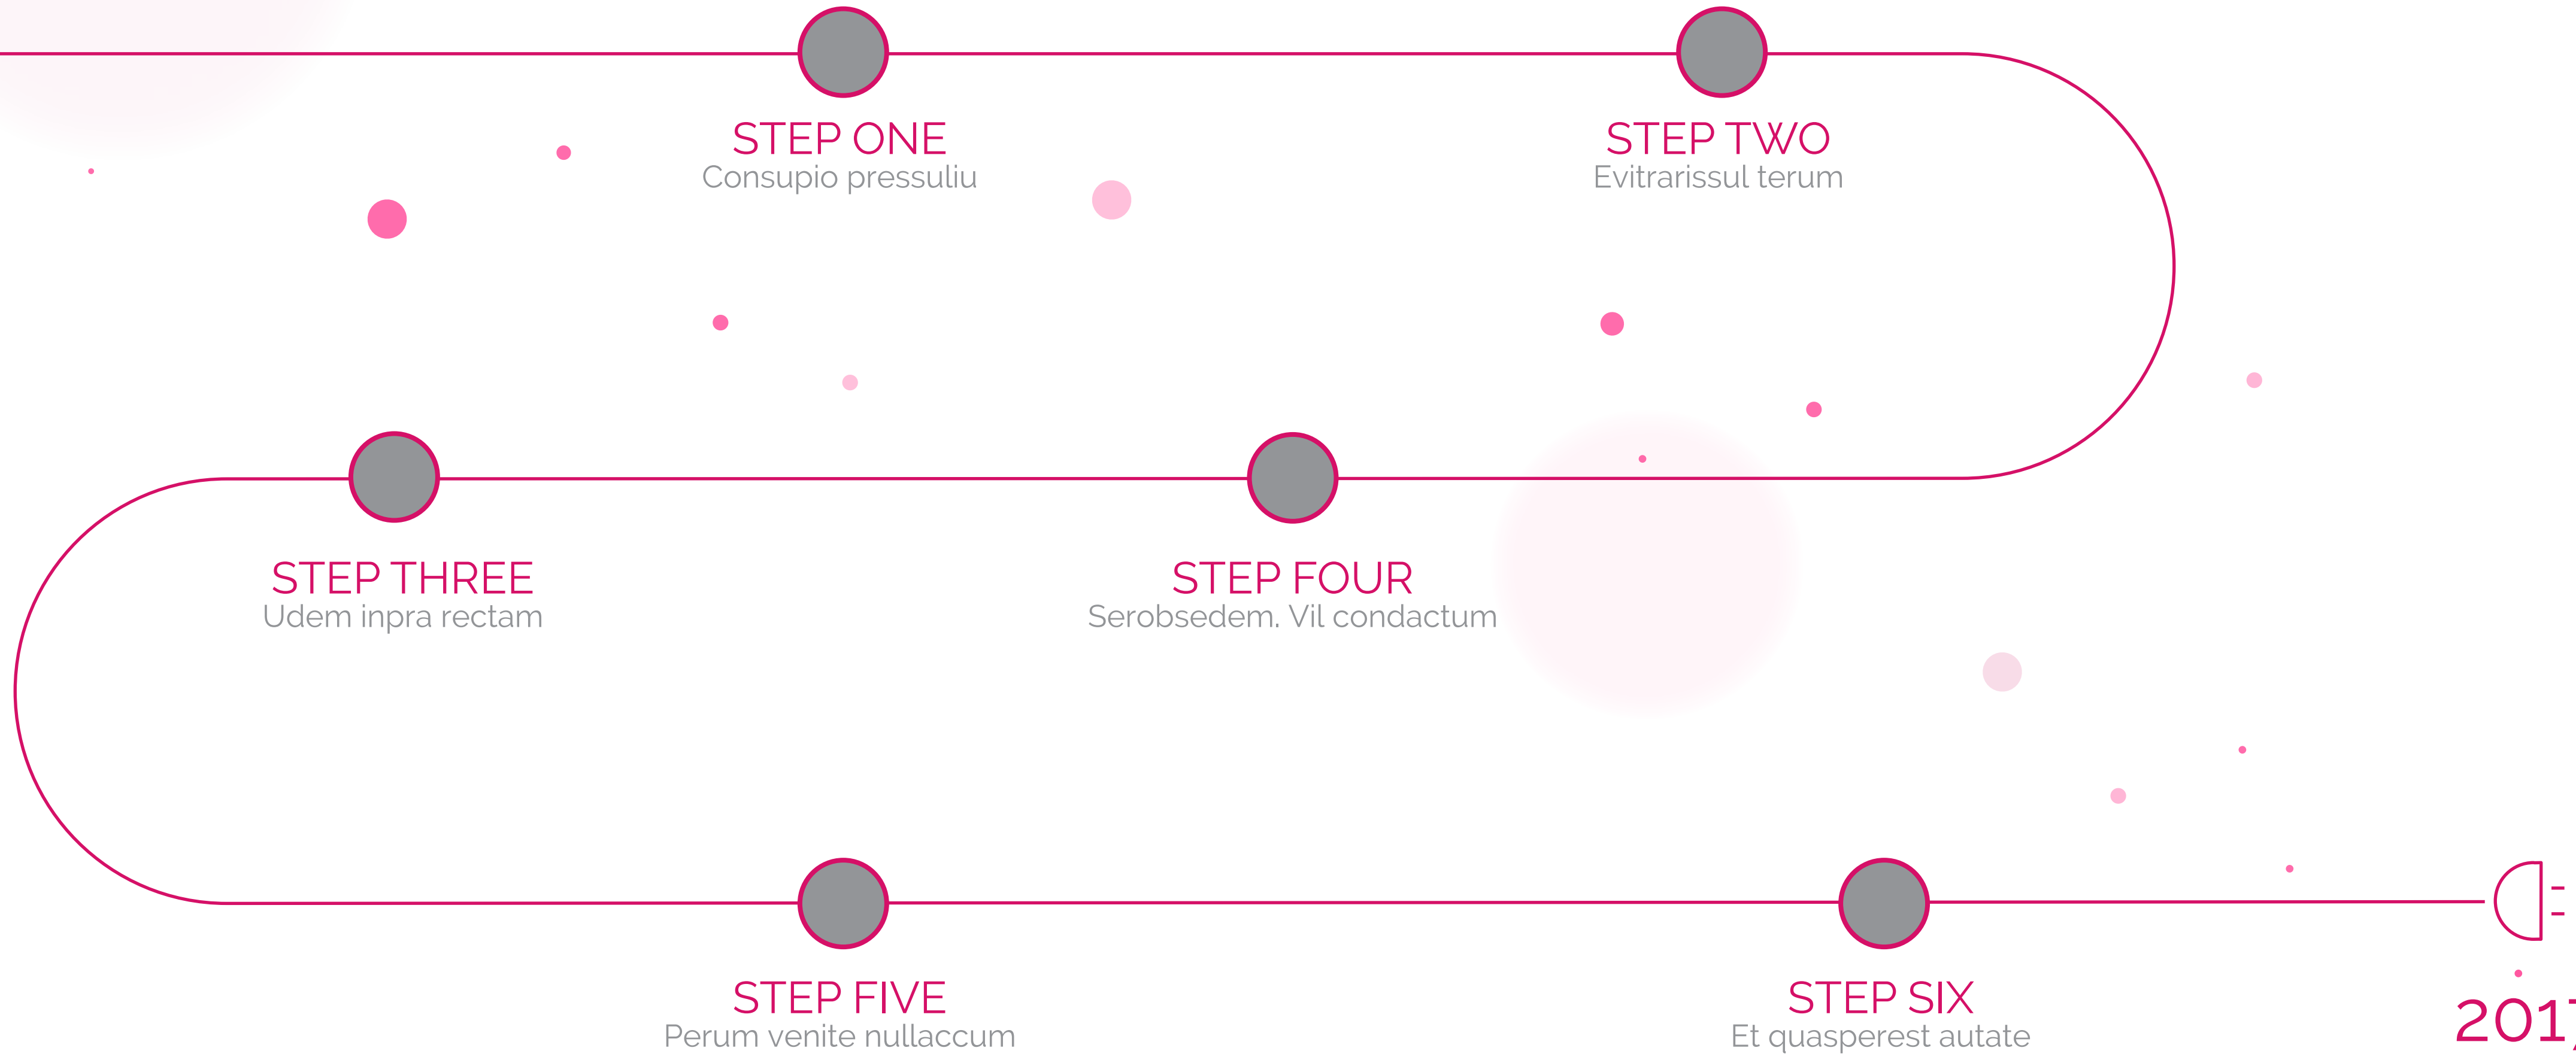 STEP ONE
Consupio pressuliu
STEP TWO
Evitrarissul terum
STEP THREE
Udem inpra rectam
STEP FOUR
Serobsedem. Vil condactum
STEP FIVE
Perum venite nullaccum
STEP SIX
Et quasperest autate
2017